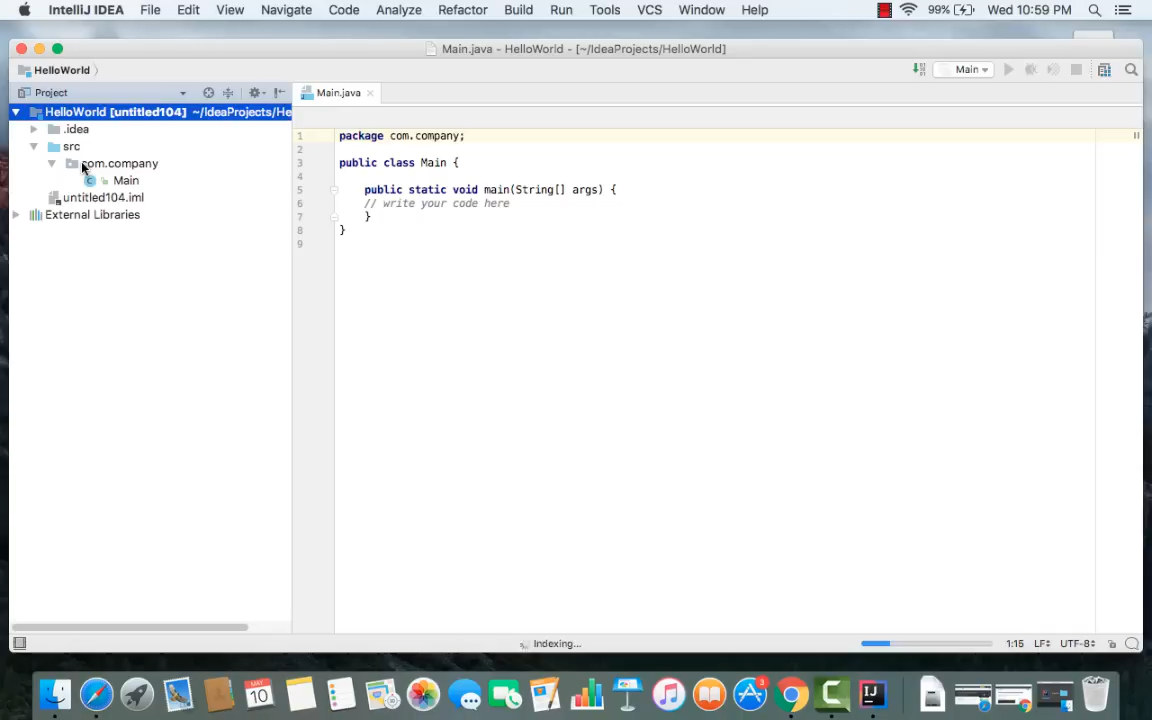 IntelliJ IDEA File Edit View Navigate Code Analyze Refactor Build Run Tools VCS Window Help 99% Wed 10:59 PM
Main.java - HelloWorld - [~/IdeaProjects/HelloWorld]
HelloWorld Main
Project Main.java
HelloWorld [untitled104] ~/IdeaProjects/He
.idea
src
com.company
Main
untitled104.iml
External Libraries
1 package com.company;
2
3 public class Main {
4
5 public static void main(String[] args) {
6 // write your code here
7 }
8 }
9
Indexing... 1:15 LF UTF-8
MAY
10
3
IJ